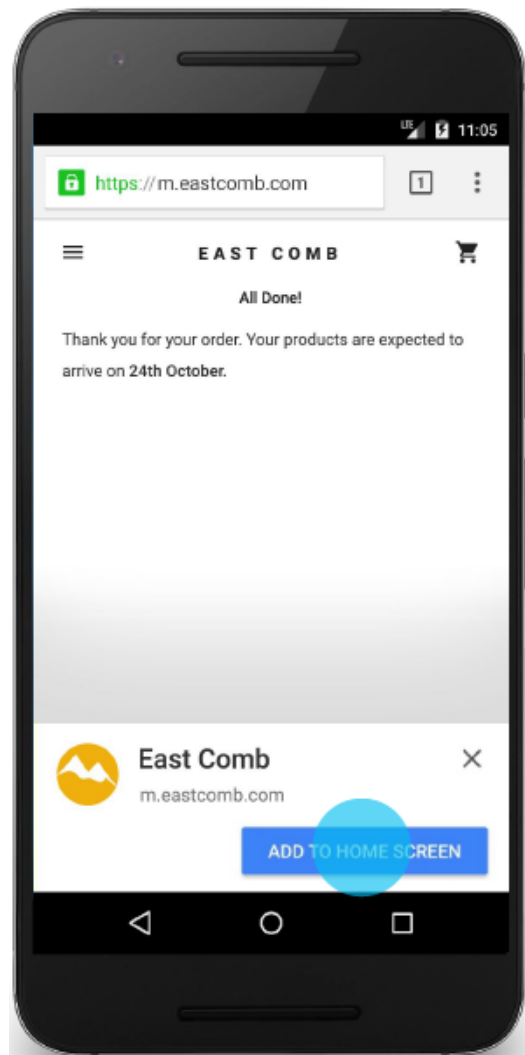 LTE 11:05
https://m.eastcomb.com 1
EAST COMB
All Done!
Thank you for your order. Your products are expected to
arrive on 24th October.
East Comb
m.eastcomb.com
ADD TO HOME SCREEN